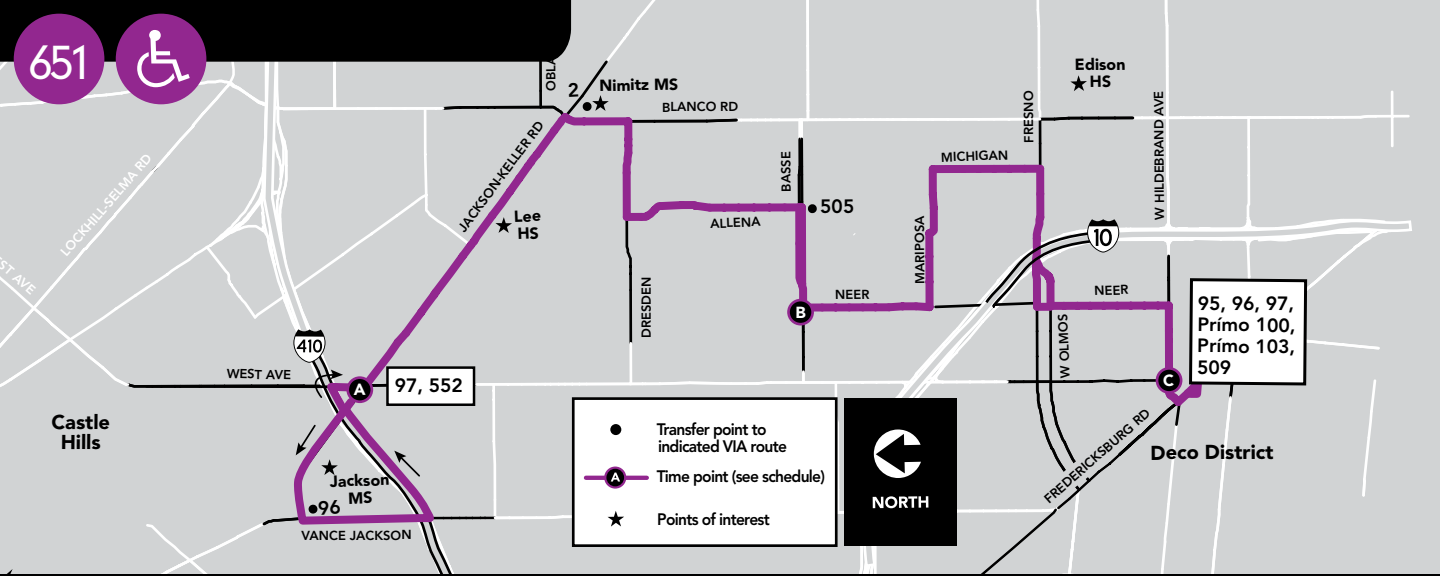 651
OBLA
2
Nimitz MS
BLANCO RD
Edison
HS
FRESNO
W HILDEBRAND AVE
JACKSON-KELLER RD
LOCKHILL-SELMA RD
BASSE
MICHIGAN
Lee
HS
505
ALLENA
MARIPOSA
10
ST AVE
DRESDEN
NEER
NEER
B
W OLMOS
95, 96, 97,
Prímo 100,
Prímo 103,
509
410
WEST AVE
A
97, 552
C
Castle
Hills
Transfer point to
indicated VIA route
A
Time point (see schedule)
Points of interest
NORTH
FREDERICKSBURG RD
Deco District
Jackson
MS
96
VANCE JACKSON